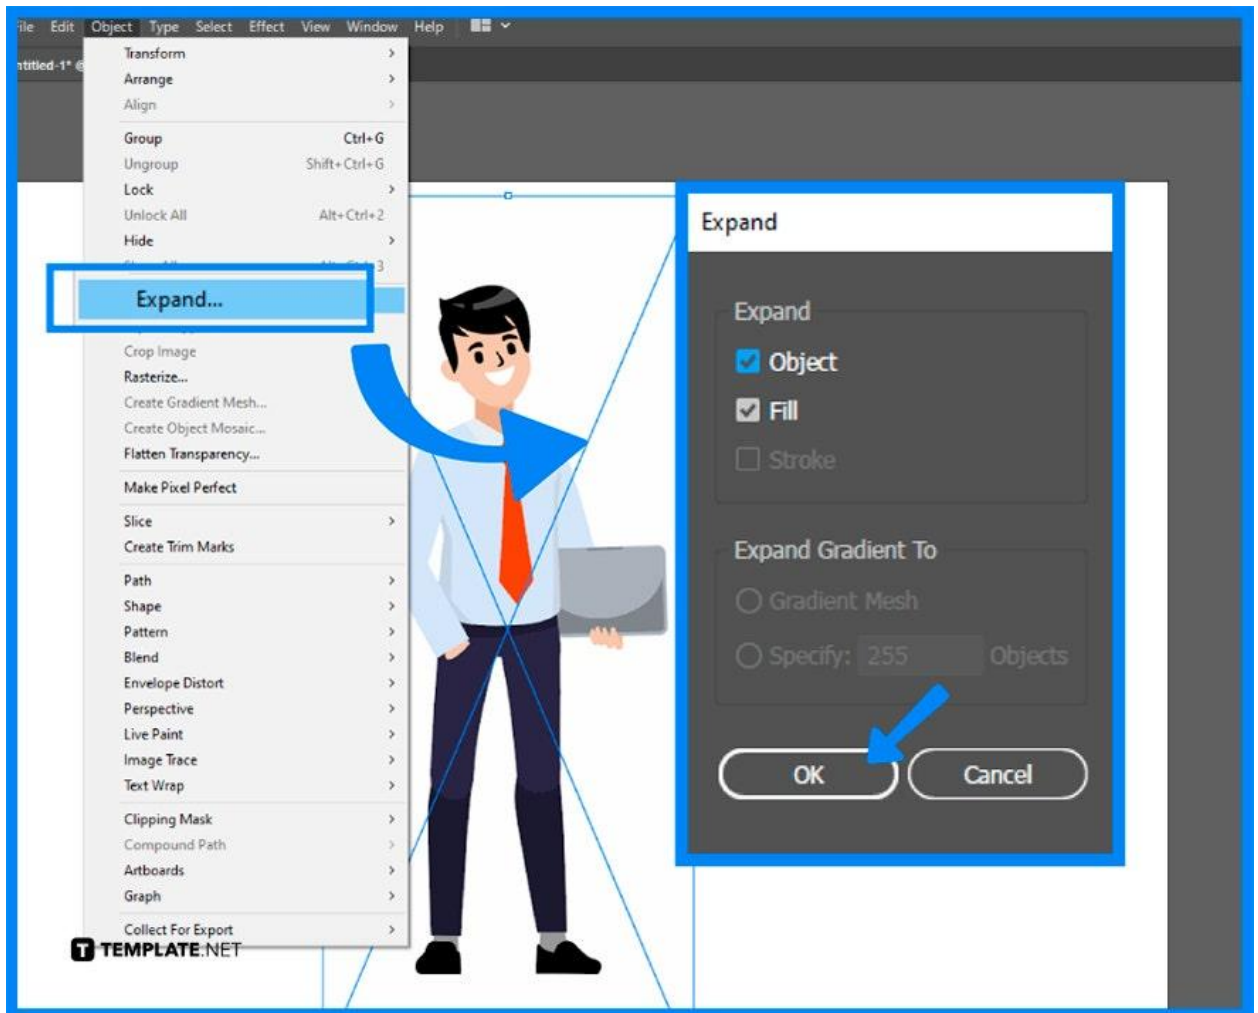 File Edit Object Type Select Effect View Window Help
ntitled-1* @
Transform
Arrange
Align
Group Ctrl+G
Ungroup Shift+Ctrl+G
Lock
Unlock All Alt+Ctrl+2
Hide
Expand...
Crop Image
Rasterize...
Create Gradient Mesh...
Create Object Mosaic...
Flatten Transparency...
Make Pixel Perfect
Slice
Create Trim Marks
Path
Shape
Pattern
Blend
Envelope Distort
Perspective
Live Paint
Image Trace
Text Wrap
Clipping Mask
Compound Path
Artboards
Graph
Collect For Export
T TEMPLATE.NET
Expand
Expand
Object
Fill
Stroke
Expand Gradient To
Gradient Mesh
Specify: 255 Objects
OK Cancel